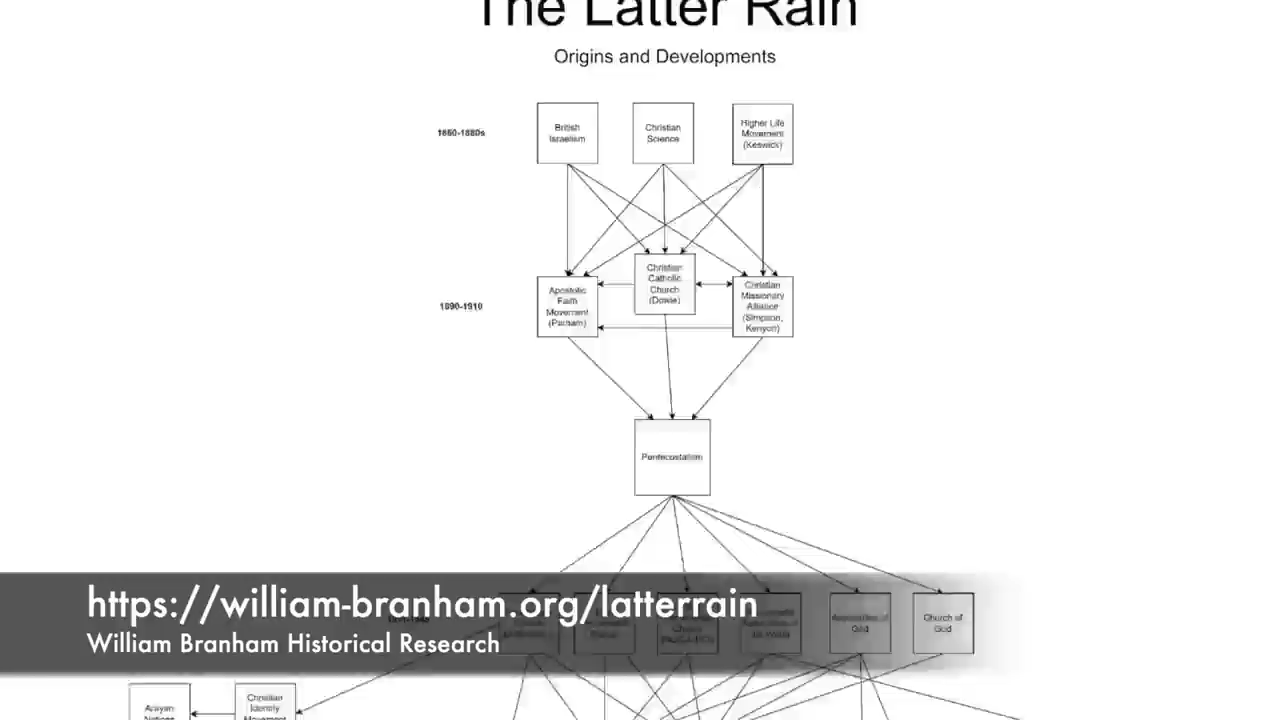 The Latter Rain
Origins and Developments
1860-1880s
British
Israelism
Christian
Science
Higher Life
Movement
(Keswick)
1890-1910
Apostolic
Faith
Movement
(Parham)
Christian
Catholic
Church
(Dowie)
Christian
Missionary
Alliance
(Simpson,
Kenyon)
Pentecostalism
https://william-branham.org/latterrain
William Branham Historical Research
Assemblies of
God
Church of
God
Arayan
Nations
Christian
Identity
Movement